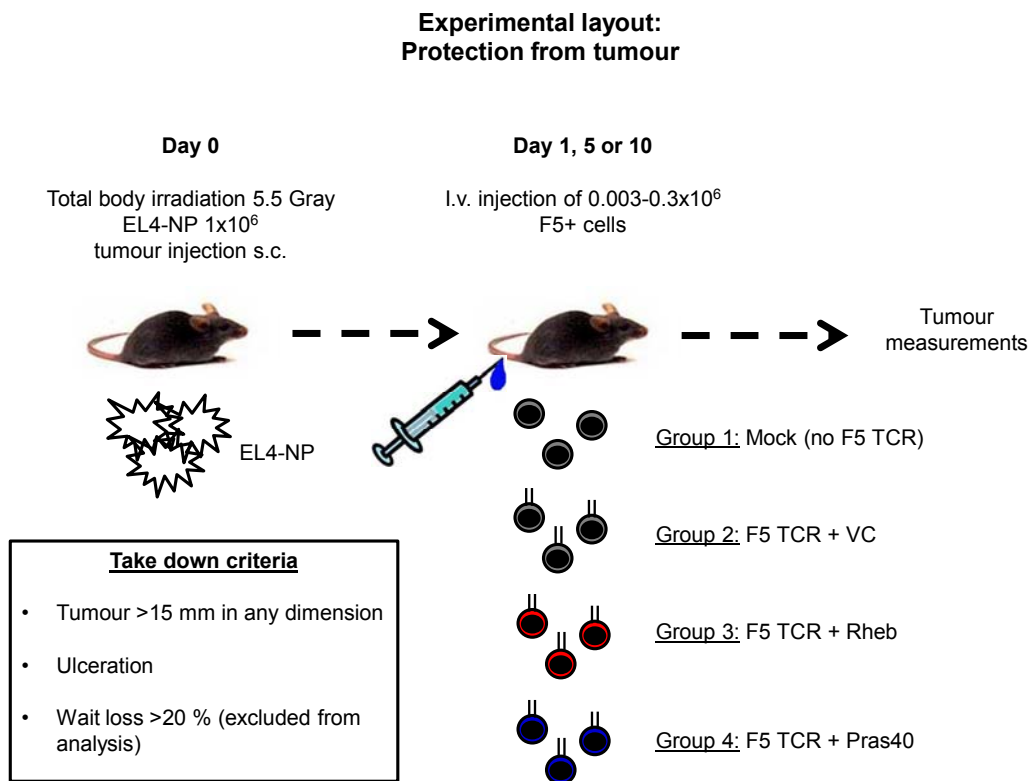 Experimental layout:
Protection from tumour
Day 0
Total body irradiation 5.5 Gray
EL4-NP 1x10⁶
tumour injection s.c.
Day 1, 5 or 10
I.v. injection of 0.003-0.3x10⁶
F5+ cells
Tumour
measurements
EL4-NP
Group 1: Mock (no F5 TCR)
Group 2: F5 TCR + VC
Group 3: F5 TCR + Rheb
Group 4: F5 TCR + Pras40
Take down criteria
• Tumour >15 mm in any dimension
• Ulceration
• Wait loss >20 % (excluded from
analysis)